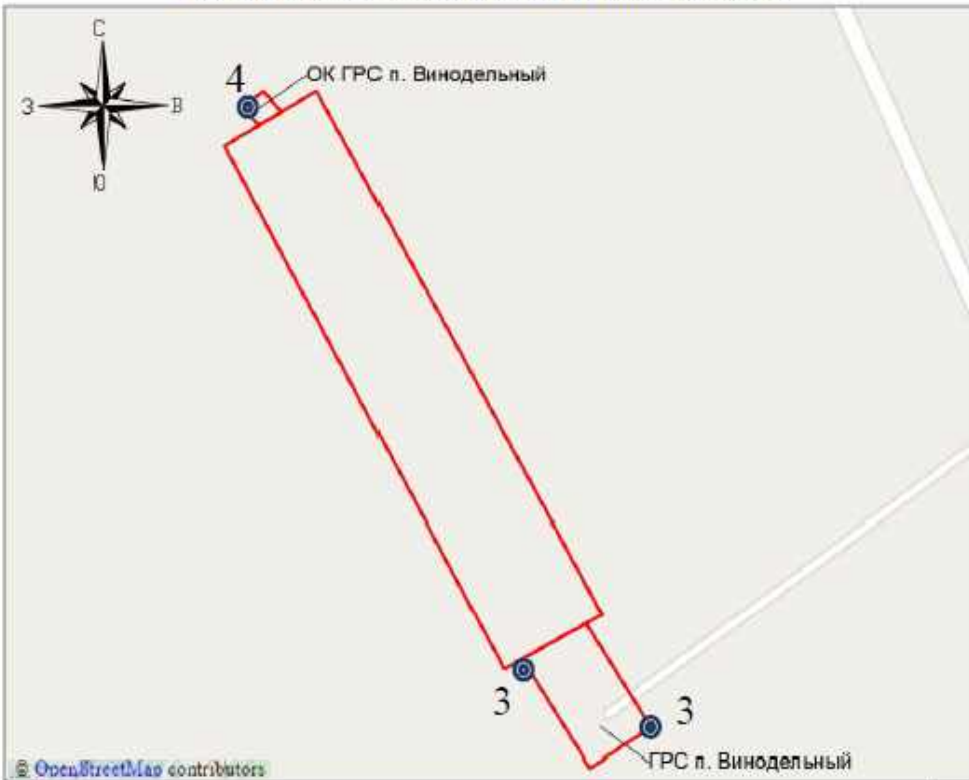 С
З
В
Ю
4
ОК ГРС п. Винодельный
3
3
ГРС п. Винодельный
© OpenStreetMap contributors